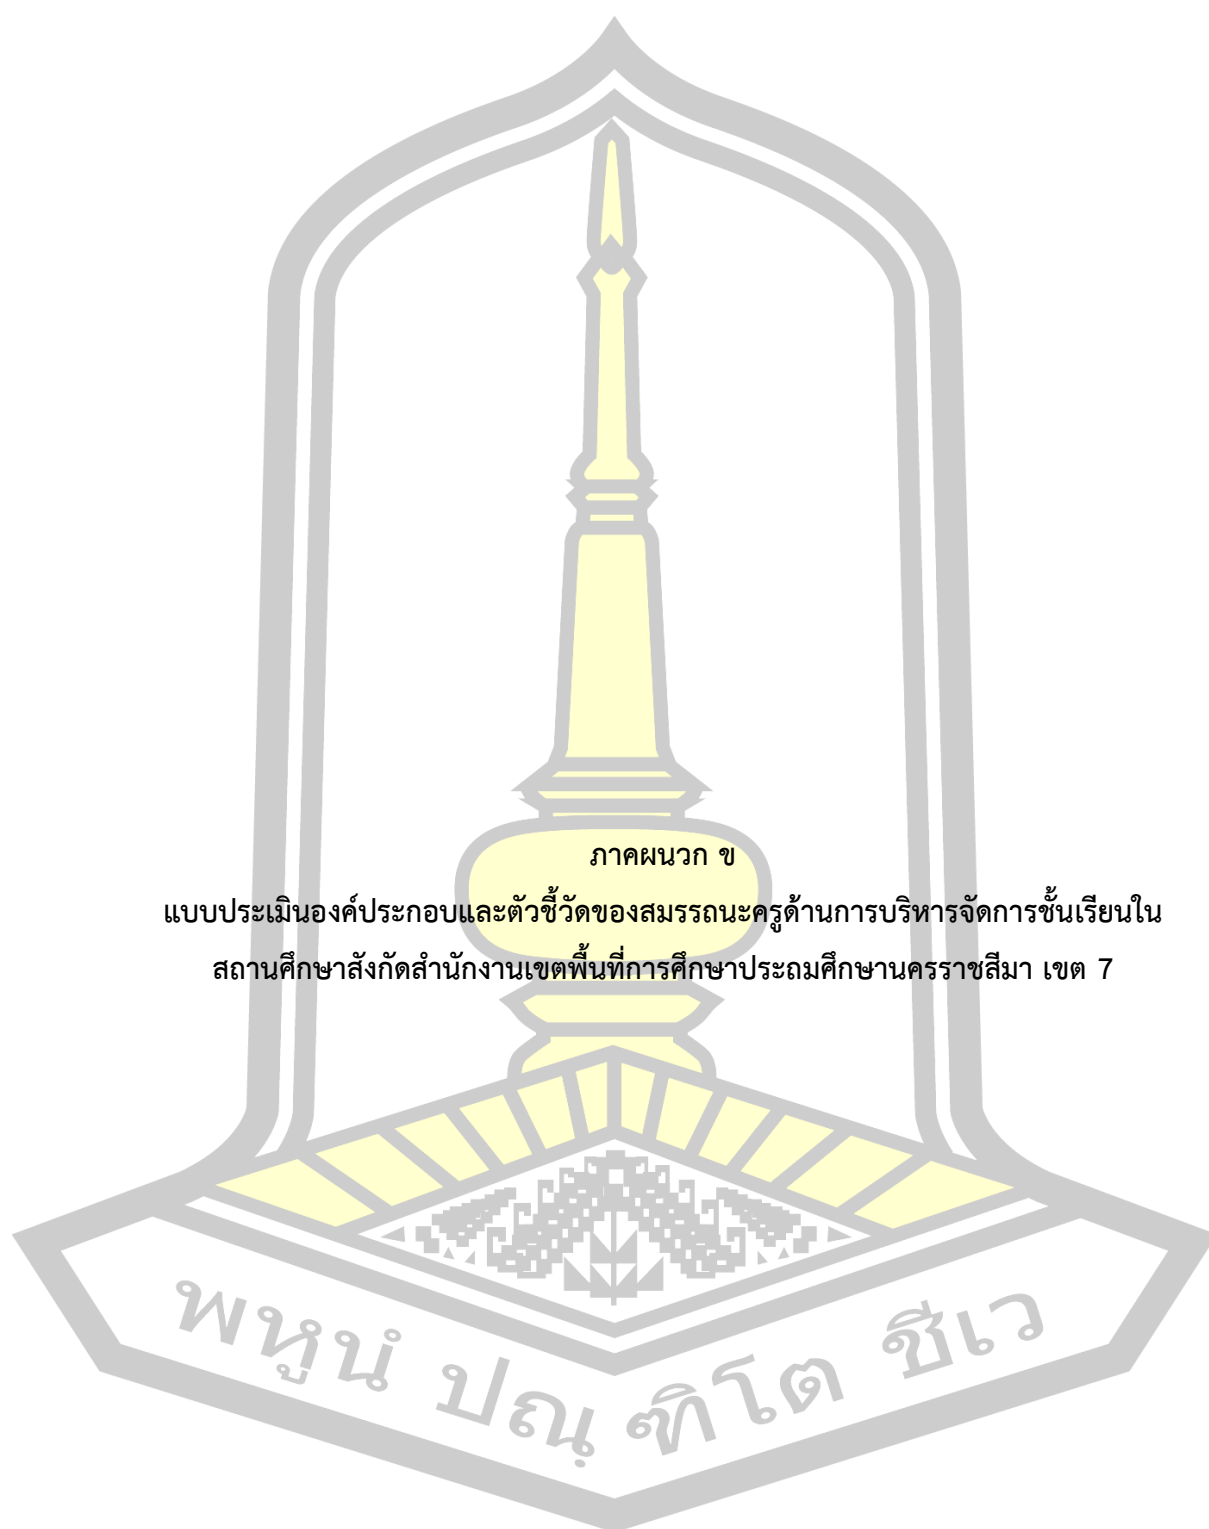 ภาคผนวก ข
แบบประเมินองค์ประกอบและตัวชี้วัดของสมรรถนะครูด้านการบริหารจัดการชั้นเรียนใน
สถานศึกษาสังกัดสำนักงานเขตพื้นที่การศึกษาประถมศึกษานครราชสีมา เขต 7
พหูนํ ปณฺฑิโต ชีเว